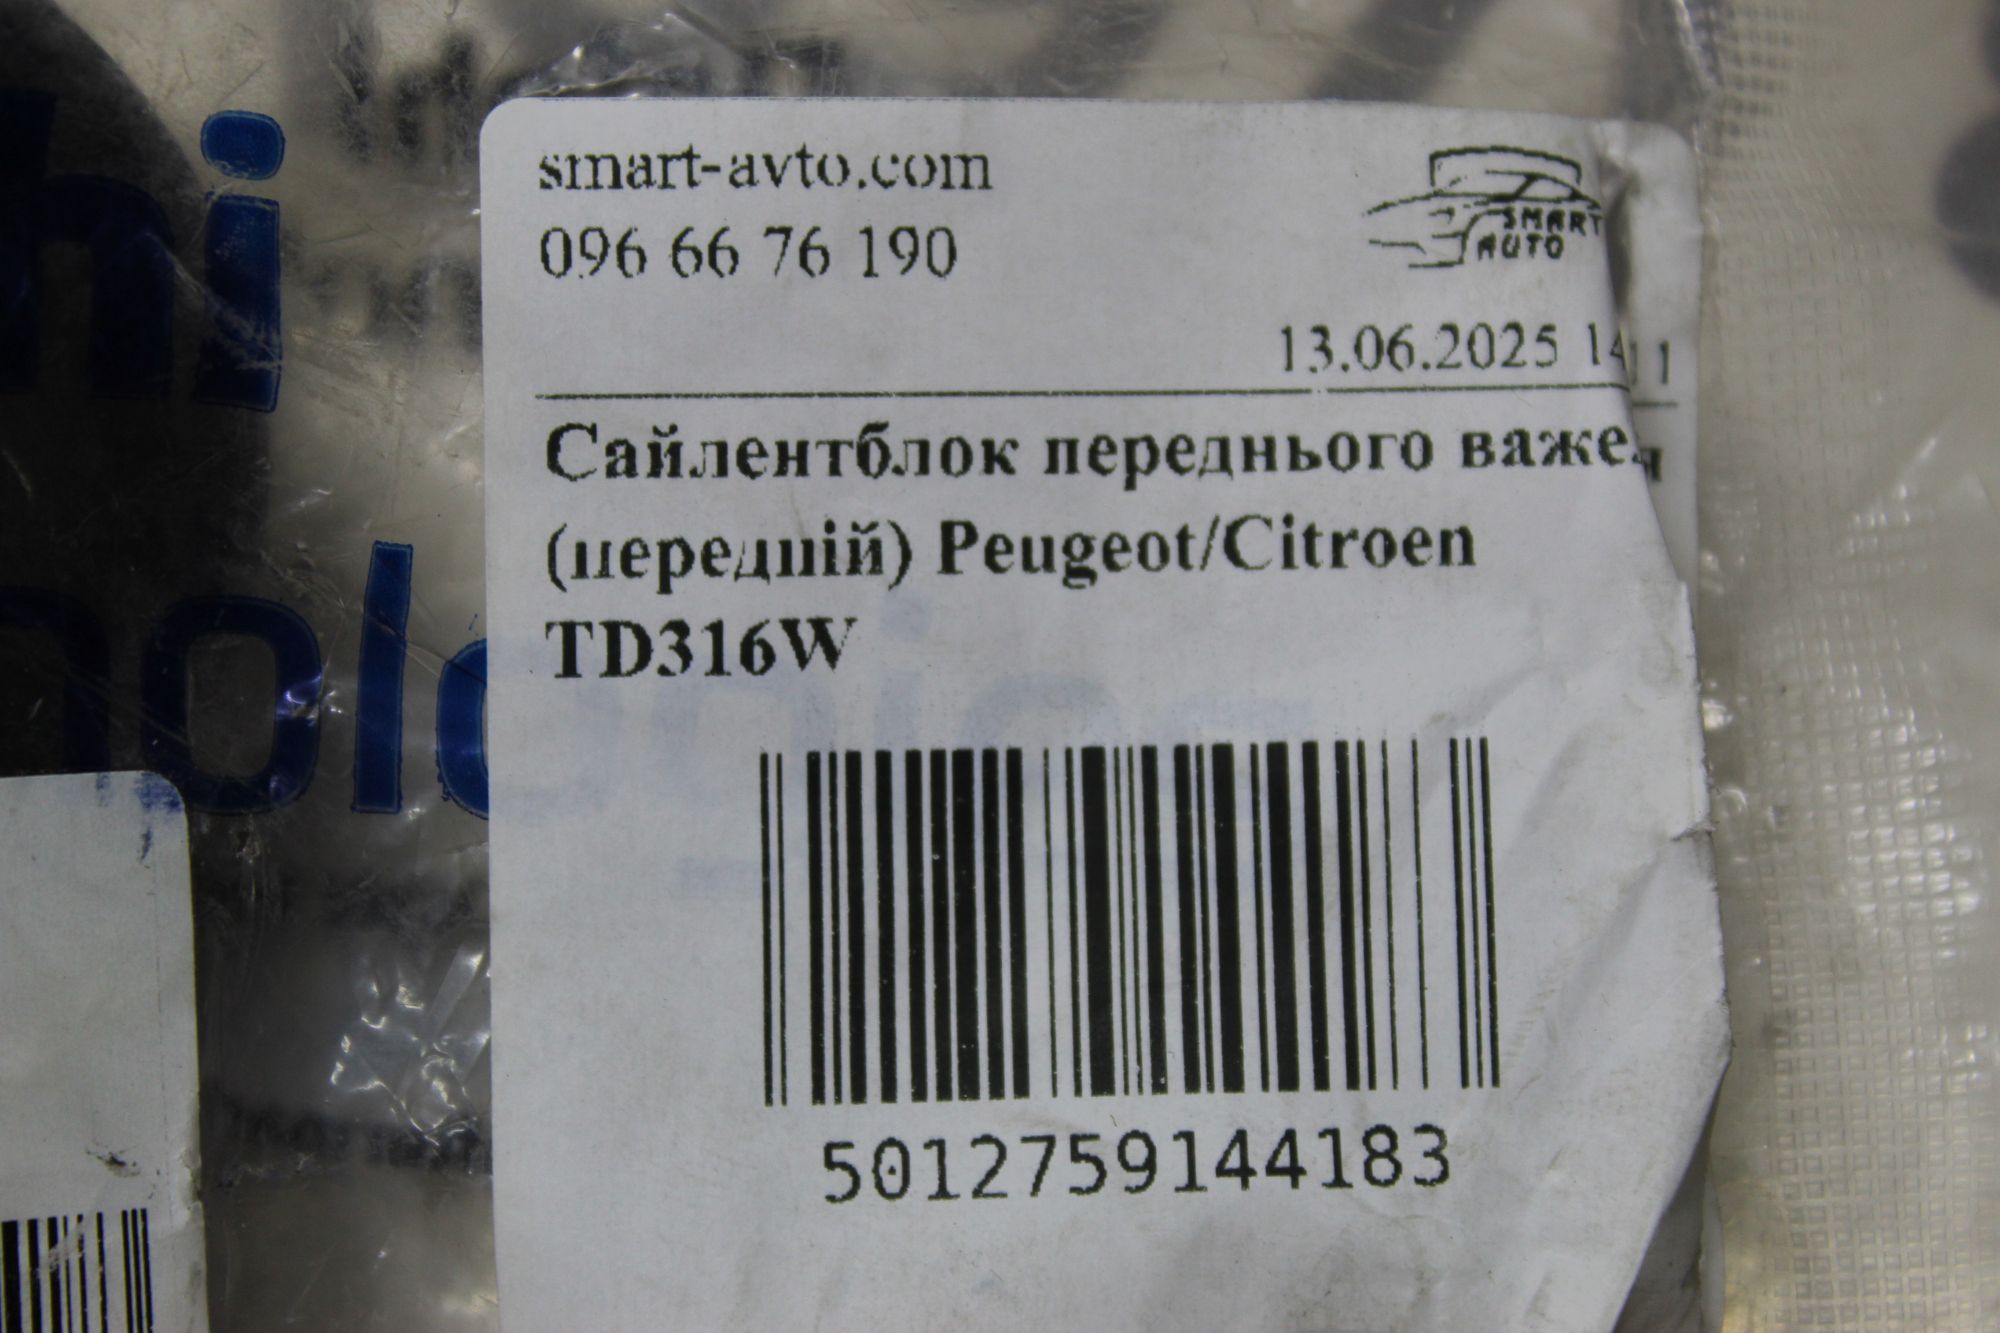 smart-avto.com
096 66 76 190
SMART
AUTO
13.06.2025
Сайлентблок переднього
(передній) Peugeot/Citroen
TD316W
5012759144183